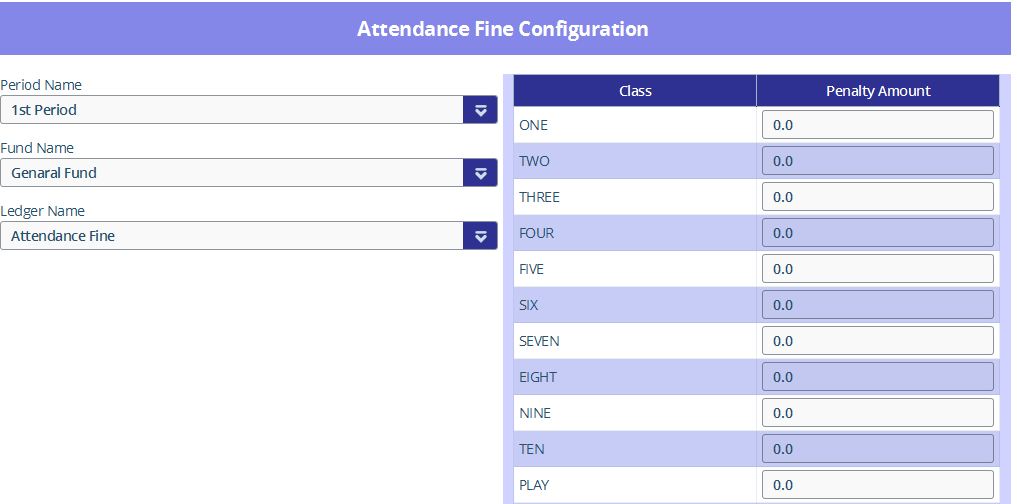 Attendance Fine Configuration
Period Name
1st Period
Fund Name
Genaral Fund
Ledger Name
Attendance Fine
Class Penalty Amount
ONE 0.0
TWO 0.0
THREE 0.0
FOUR 0.0
FIVE 0.0
SIX 0.0
SEVEN 0.0
EIGHT 0.0
NINE 0.0
TEN 0.0
PLAY 0.0